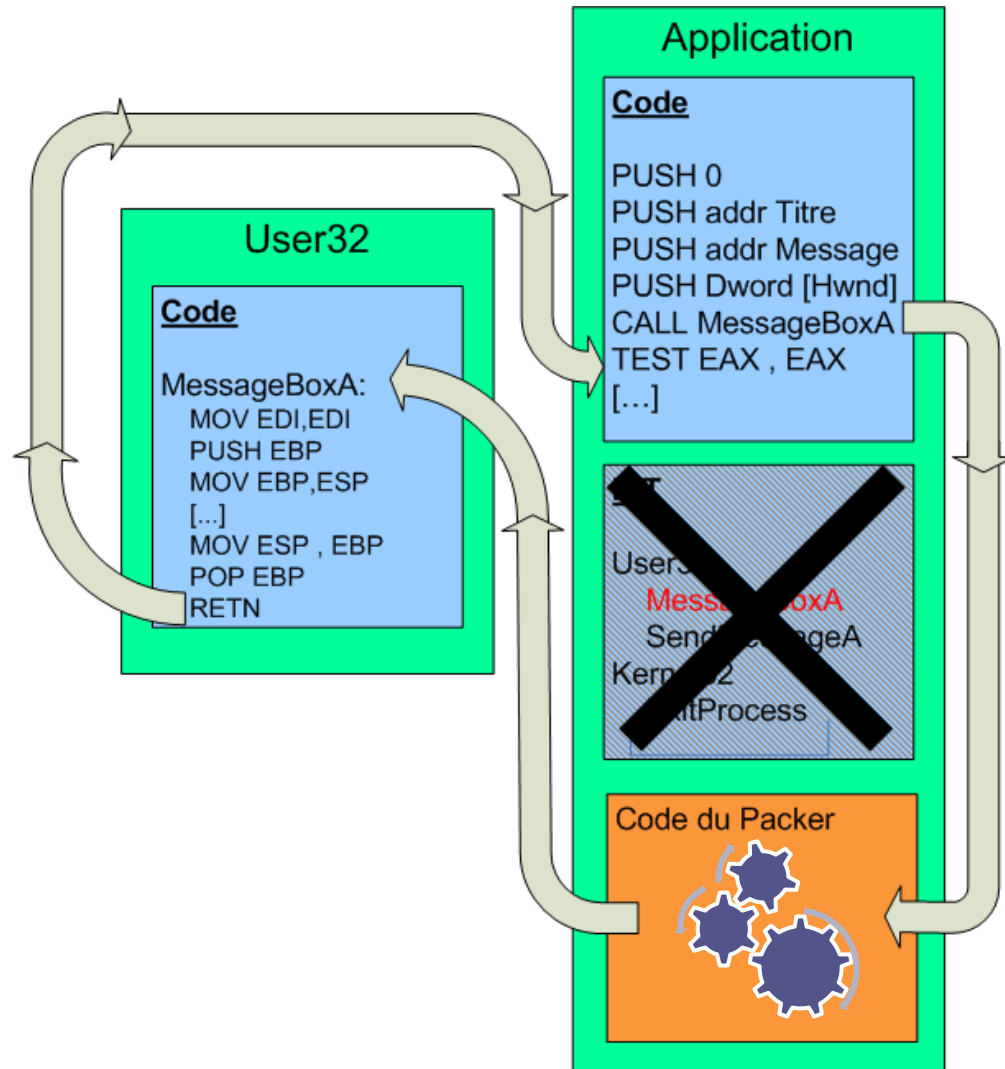 Application
Code
PUSH 0
PUSH addr Titre
PUSH addr Message
PUSH Dword [Hwnd]
CALL MessageBoxA
TEST EAX , EAX
[...]
User32
Code
MessageBoxA:
MOV EDI,EDI
PUSH EBP
MOV EBP,ESP
[...]
MOV ESP , EBP
POP EBP
RETN
MessageBoxA
SendMessageA
Code du Packer